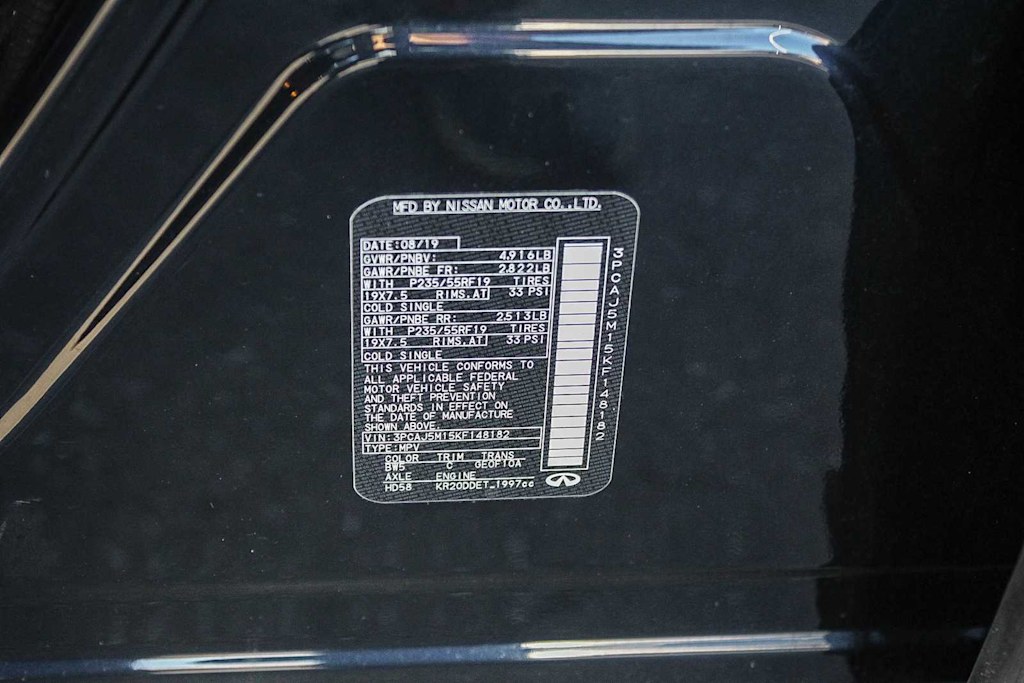 MFD BY NISSAN MOTOR CO.,LTD.
DATE:08/19
GVWR/PNBV: 4,916LB
GAWR/PNBE FR: 2,822LB
WITH P235/55RF19 TIRES
19X7.5 RIMS,AT 33 PSI
COLD SINGLE
GAWR/PNBE RR: 2,513LB
WITH P235/55RF19 TIRES
19X7.5 RIMS,AT 33 PSI
COLD SINGLE
THIS VEHICLE CONFORMS TO
ALL APPLICABLE FEDERAL
MOTOR VEHICLE SAFETY
AND THEFT PREVENTION
STANDARDS IN EFFECT ON
THE DATE OF MANUFACTURE
SHOWN ABOVE.
VIN: 3PCAJ5M15KF148182
TYPE:MPV
COLOR TRIM TRANS
BW5 C GE0F10A
AXLE ENGINE
HD58 KR20DDET_1997cc
3PCAJ5M15KF148182